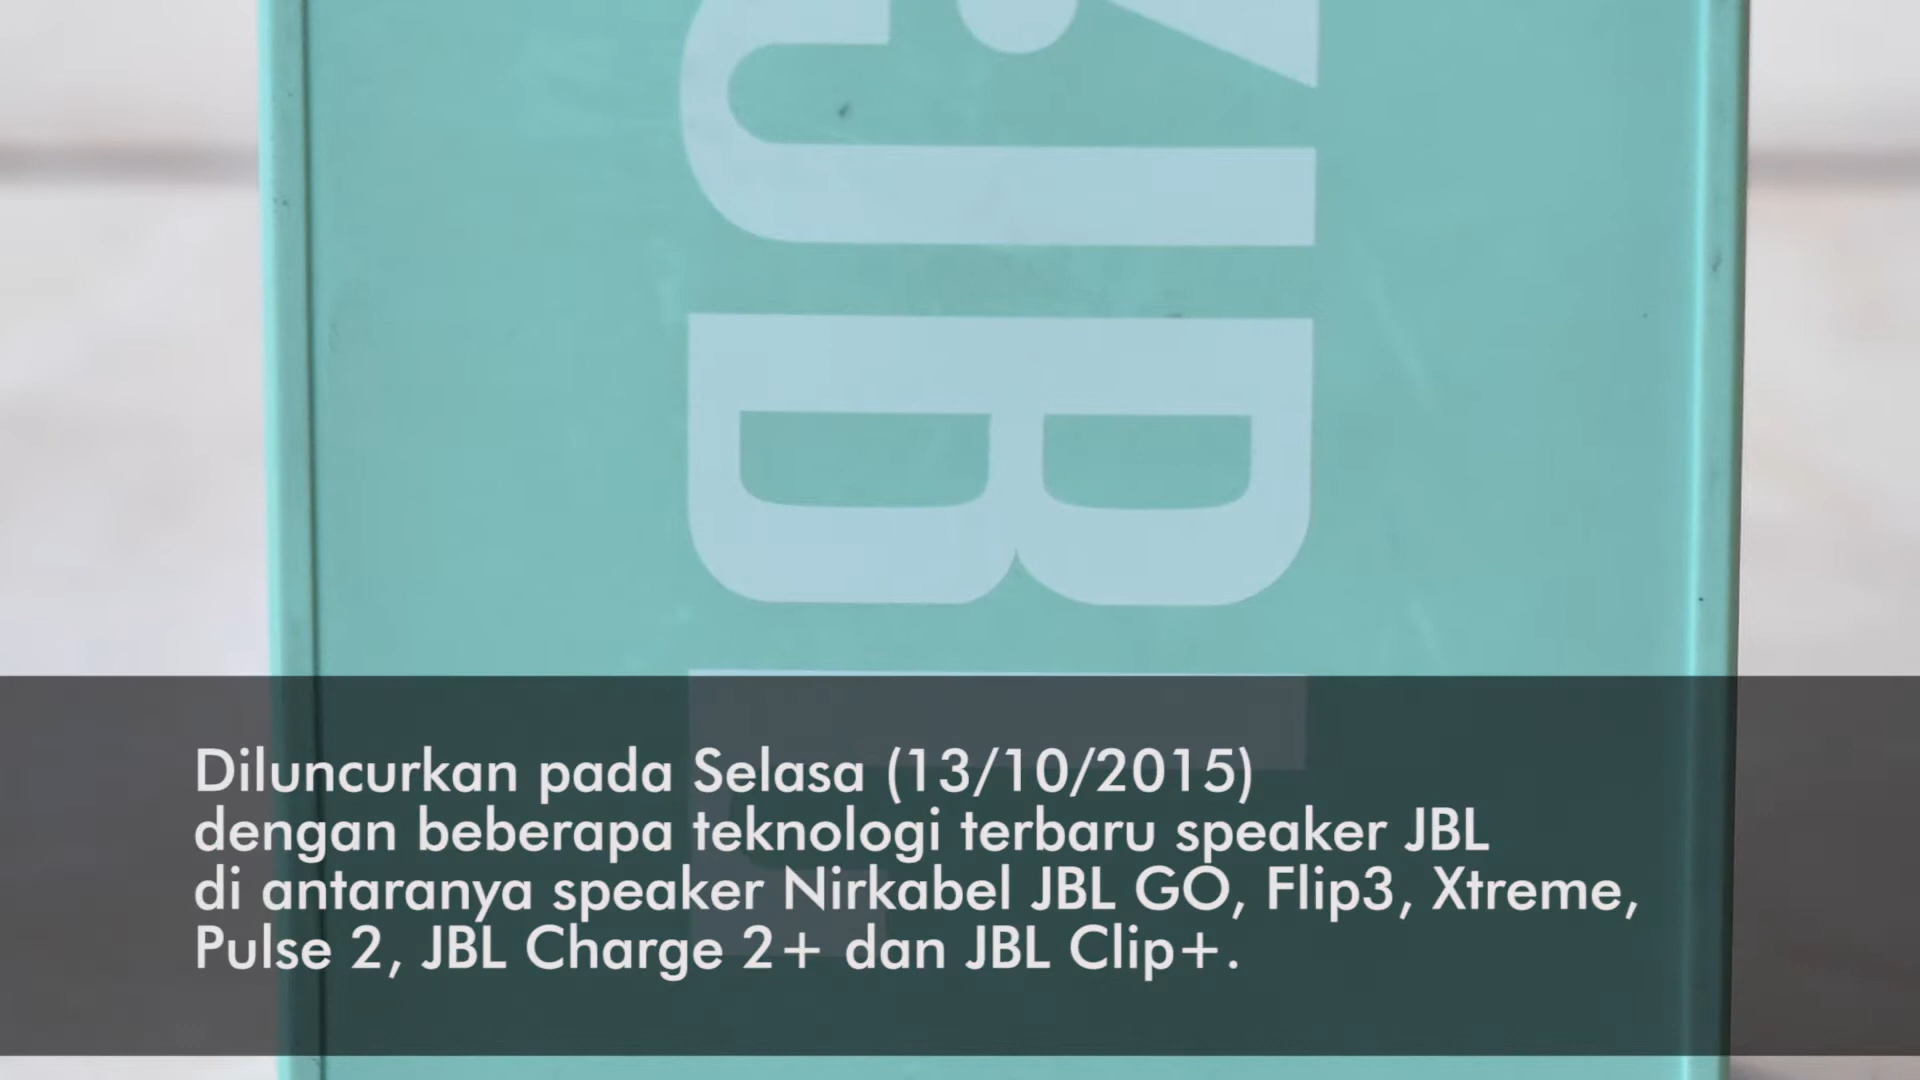 JBL
Diluncurkan pada Selasa (13/10/2015)
dengan beberapa teknologi terbaru speaker JBL
di antaranya speaker Nirkabel JBL GO, Flip3, Xtreme,
Pulse 2, JBL Charge 2+ dan JBL Clip+.